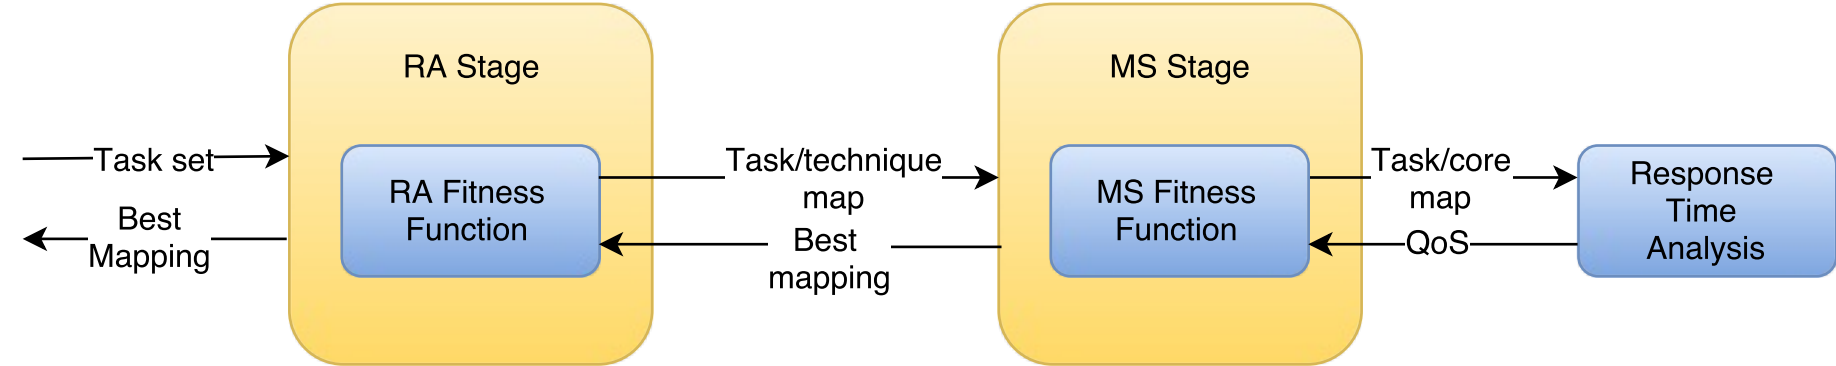 RA Stage
RA Fitness
Function
Task set
Best
Mapping
Task/technique
map
Best
mapping
MS Stage
MS Fitness
Function
Task/core
map
QoS
Response
Time
Analysis